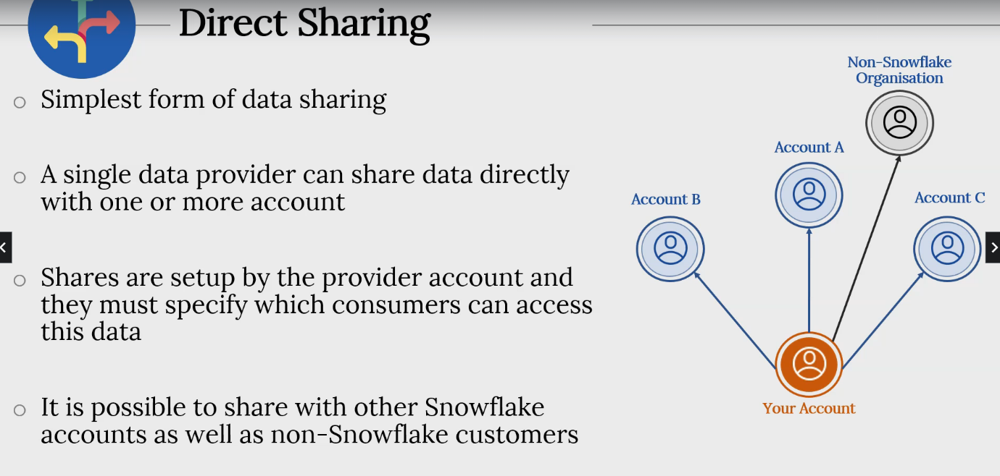 Direct Sharing
Simplest form of data sharing
A single data provider can share data directly
with one or more account
Shares are setup by the provider account and
they must specify which consumers can access
this data
It is possible to share with other Snowflake
accounts as well as non-Snowflake customers
Non-Snowflake
Organisation
Account A
Account B
Account C
Your Account